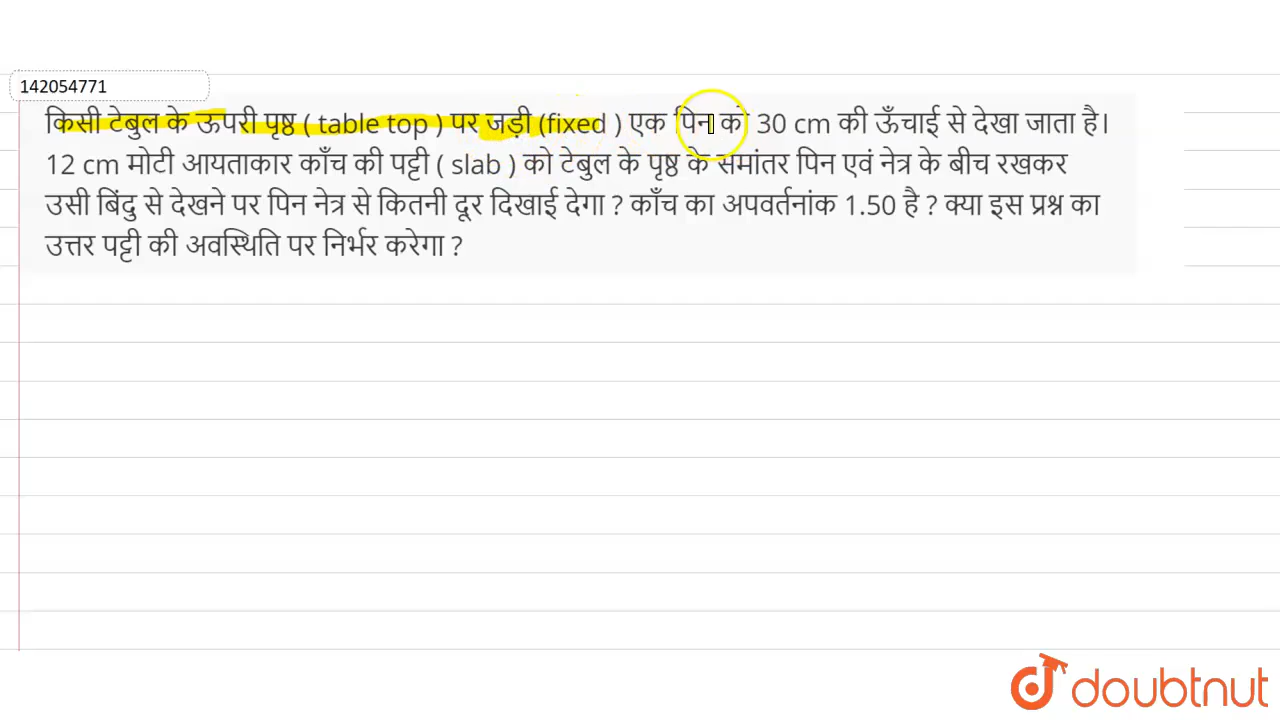 142054771
किसी टेबुल के ऊपरी पृष्ठ ( table top ) पर जड़ी (fixed ) एक पिन को 30 cm की ऊँचाई से देखा जाता है।
12 cm मोटी आयताकार काँच की पट्टी ( slab ) को टेबुल के पृष्ठ के समांतर पिन एवं नेत्र के बीच रखकर
उसी बिंदु से देखने पर पिन नेत्र से कितनी दूर दिखाई देगा ? काँच का अपवर्तनांक 1.50 है ? क्या इस प्रश्न का
उत्तर पट्टी की अवस्थिति पर निर्भर करेगा ?
doubtnut